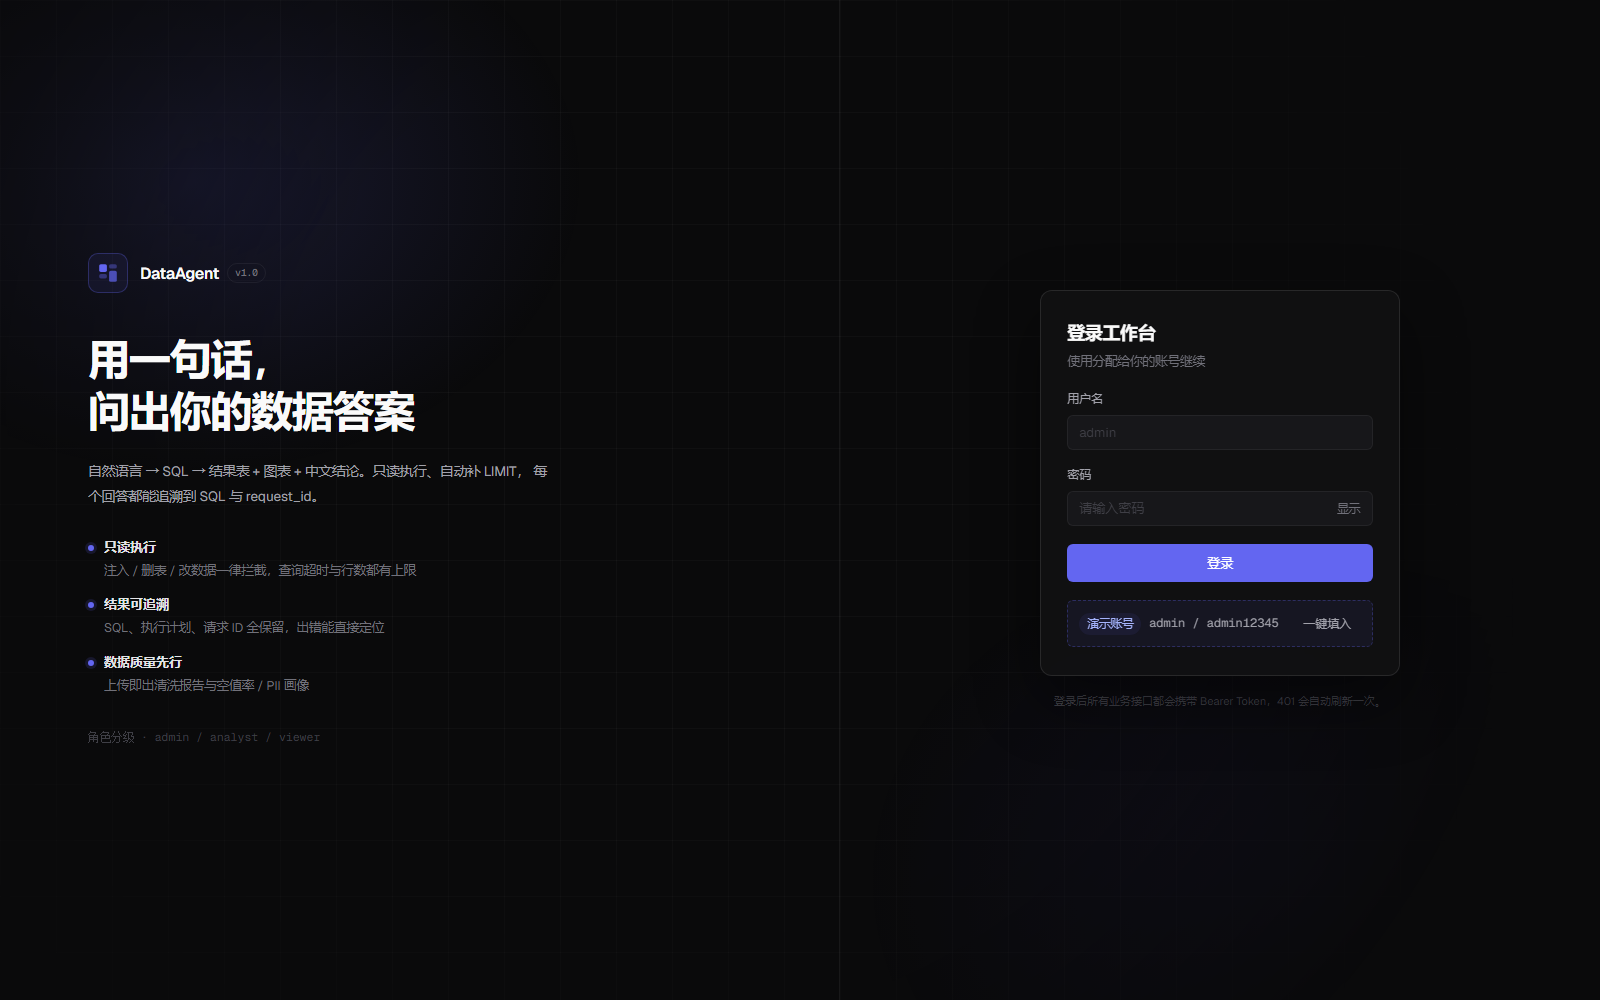 DataAgent v1.0
用一句话，
问出你的数据答案
自然语言 → SQL → 结果表 + 图表 + 中文结论。只读执行、自动补 LIMIT， 每
个回答都能追溯到 SQL 与 request_id。
只读执行
注入 / 删表 / 改数据一律拦截，查询超时与行数都有上限
结果可追溯
SQL、执行计划、请求 ID 全保留，出错能直接定位
数据质量先行
上传即出清洗报告与空值率 / PII 画像
角色分级 · admin / analyst / viewer
登录工作台
使用分配给你的账号继续
用户名
admin
密码
请输入密码 显示
登录
演示账号 admin / admin12345 一键填入
登录后所有业务接口都会携带 Bearer Token，401 会自动刷新一次。